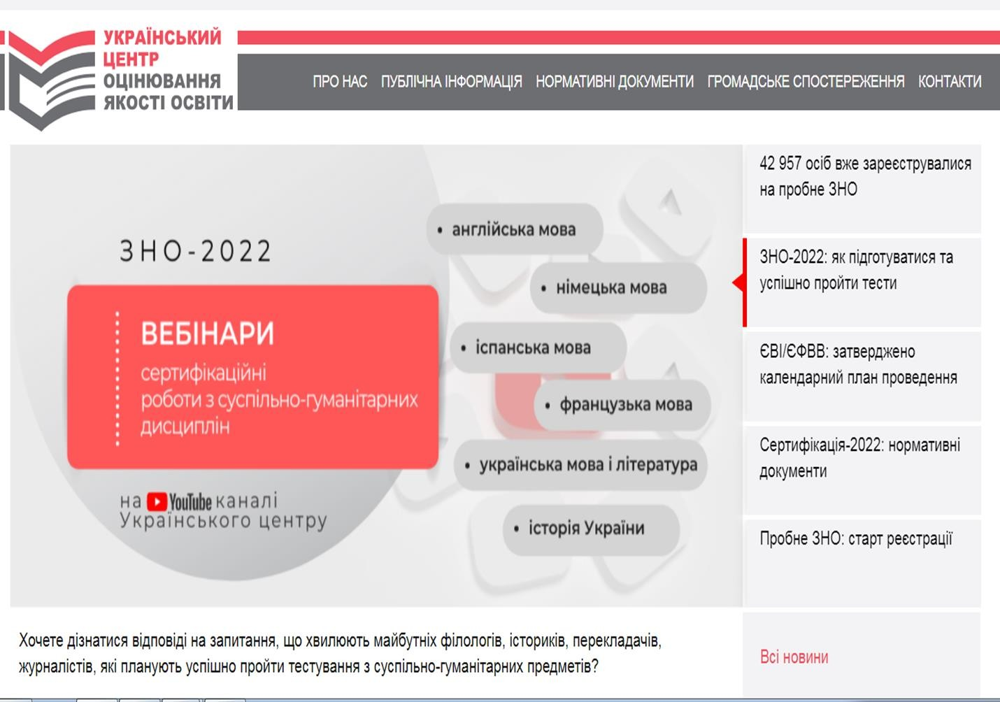 УКРАЇНСЬКИЙ
ЦЕНТР
ОЦІНЮВАННЯ
ЯКОСТІ ОСВІТИ
ПРО НАС ПУБЛІЧНА ІНФОРМАЦІЯ НОРМАТИВНІ ДОКУМЕНТИ ГРОМАДСЬКЕ СПОСТЕРЕЖЕННЯ КОНТАКТИ
ЗНО-2022
ВЕБІНАРИ
сертифікаційні
роботи з суспільно-гуманітарних
дисциплін
на YouTube каналі
Українського центру
• англійська мова
• німецька мова
• іспанська мова
• французька мова
• українська мова і література
• історія України
42 957 осіб вже зареєструвалися
на пробне ЗНО
ЗНО-2022: як підготуватися та
успішно пройти тести
ЄВІ/ЄФВВ: затверджено
календарний план проведення
Сертифікація-2022: нормативні
документи
Пробне ЗНО: старт реєстрації
Всі новини
Хочете дізнатися відповіді на запитання, що хвилюють майбутніх філологів, істориків, перекладачів,
журналістів, які планують успішно пройти тестування з суспільно-гуманітарних предметів?